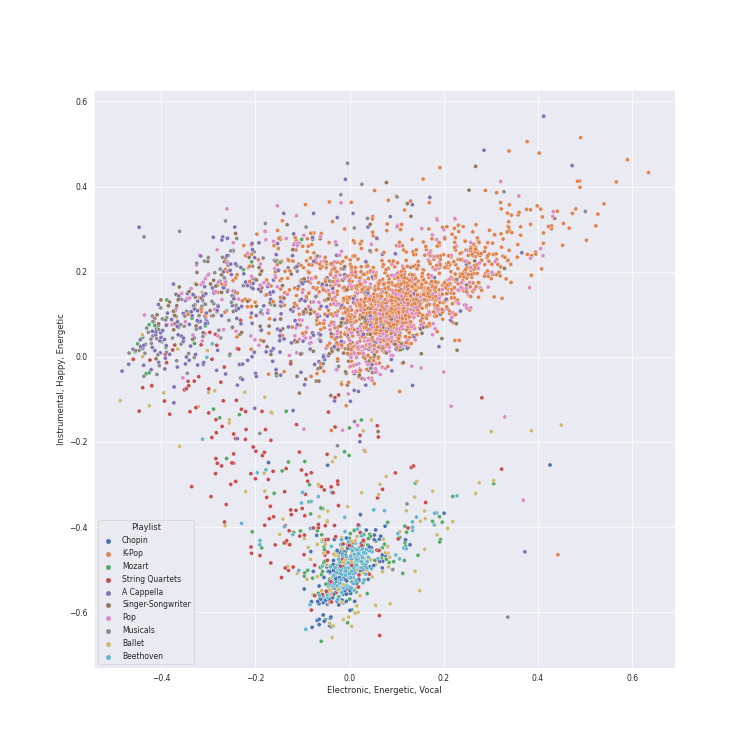 0.6
0.4
0.2
0.0
−0.2
−0.4
−0.6
Instrumental, Happy, Energetic
Playlist
Chopin
K-Pop
Mozart
String Quartets
A Cappella
Singer-Songwriter
Pop
Musicals
Ballet
Beethoven
−0.4 −0.2 0.0 0.2 0.4 0.6
Electronic, Energetic, Vocal